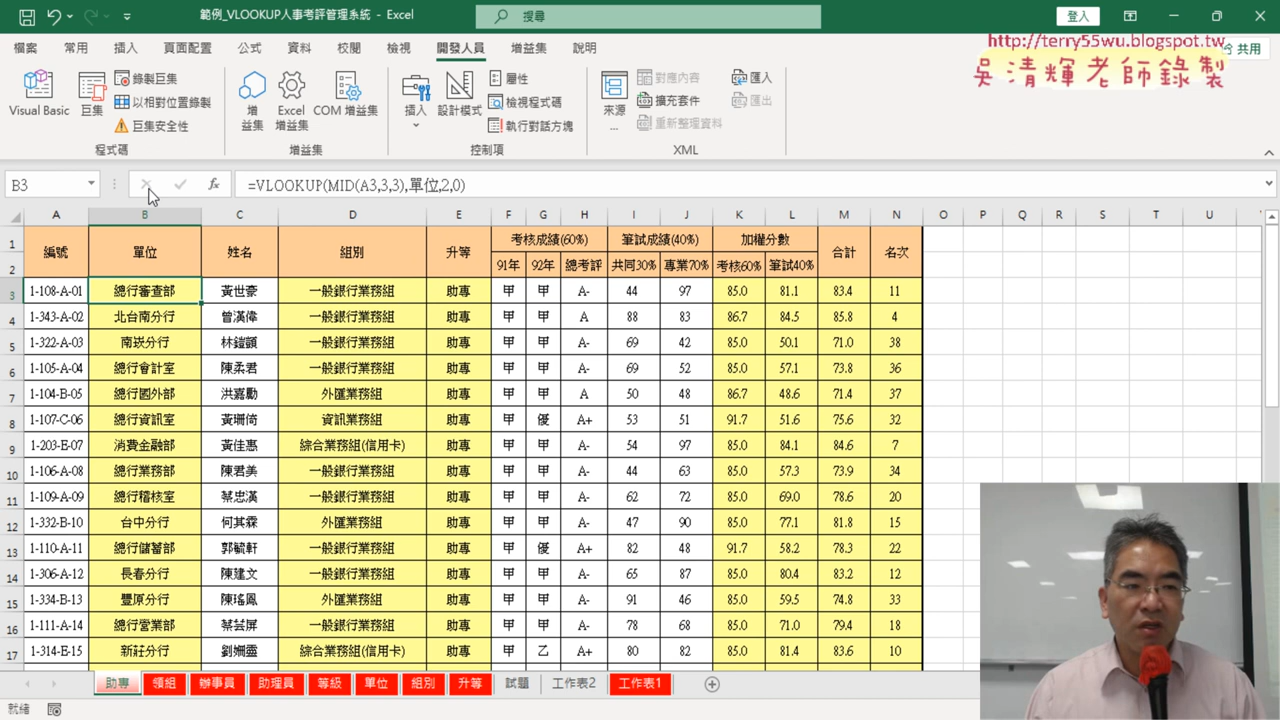 範例_VLOOKUP人事考評管理系統 - Excel
搜尋
登入
檔案 常用 插入 頁面配置 公式 資料 校閱 檢視 開發人員 增益集 說明
共用
http://terry55wu.blogspot.tw
吳清輝老師錄製
Visual Basic
巨集
錄製巨集
以相對位置錄製
巨集安全性
程式碼
增益集
Excel 增益集
COM 增益集
增益集
插入
設計模式
屬性
檢視程式碼
執行對話方塊
控制項
來源
對應內容
擴充套件
重新整理資料
匯入
匯出
XML
B3
fx
=VLOOKUP(MID(A3,3,3),單位,2,0)
A B C D E F G H I J K L M N O P Q R S T U
1 編號 單位 姓名 組別 升等 考核成績(60%) 筆試成績(40%) 加權分數 合計 名次
2 91年 92年 總考評 共同30% 專業70% 考核60% 筆試40%
3 1-108-A-01 總行審查部 黃世豪 一般銀行業務組 助專 甲 甲 A- 44 97 85.0 81.1 83.4 11
4 1-343-A-02 北台南分行 曾漢偉 一般銀行業務組 助專 甲 甲 A 88 83 86.7 84.5 85.8 4
5 1-322-A-03 南崁分行 林鎧顗 一般銀行業務組 助專 甲 甲 A- 69 42 85.0 50.1 71.0 38
6 1-105-A-04 總行會計室 陳柔君 一般銀行業務組 助專 甲 甲 A- 69 52 85.0 57.1 73.8 36
7 1-104-B-05 總行國外部 洪嘉勵 外匯業務組 助專 甲 甲 A 50 48 86.7 48.6 71.4 37
8 1-107-C-06 總行資訊室 黃珊倚 資訊業務組 助專 甲 優 A+ 53 51 91.7 51.6 75.6 32
9 1-203-E-07 消費金融部 黃佳惠 綜合業務組(信用卡) 助專 甲 甲 A- 54 97 85.0 84.1 84.6 7
10 1-106-A-08 總行業務部 陳君美 一般銀行業務組 助專 甲 甲 A- 44 63 85.0 57.3 73.9 34
11 1-109-A-09 總行稽核室 蔡忠漢 一般銀行業務組 助專 甲 甲 A- 62 72 85.0 69.0 78.6 20
12 1-332-B-10 台中分行 何其霖 外匯業務組 助專 甲 甲 A- 47 90 85.0 77.1 81.8 15
13 1-110-A-11 總行儲蓄部 郭毓軒 一般銀行業務組 助專 甲 優 A+ 82 48 91.7 58.2 78.3 22
14 1-306-A-12 長春分行 陳建文 一般銀行業務組 助專 甲 甲 A- 65 87 85.0 80.4 83.2 12
15 1-334-B-13 豐原分行 陳瑤鳳 外匯業務組 助專 甲 甲 A- 91 46 85.0 59.5 74.8 33
16 1-111-A-14 總行營業部 蔡芸屏 一般銀行業務組 助專 甲 甲 A- 78 68 85.0 71.0 79.4 18
17 1-314-E-15 新莊分行 劉姍靈 綜合業務組(信用卡) 助專 甲 乙 A+ 80 82 85.0 81.4 83.6 10
助專 領組 辦事員 助理員 等級 單位 組別 升等 試題 工作表2 工作表1
就緒